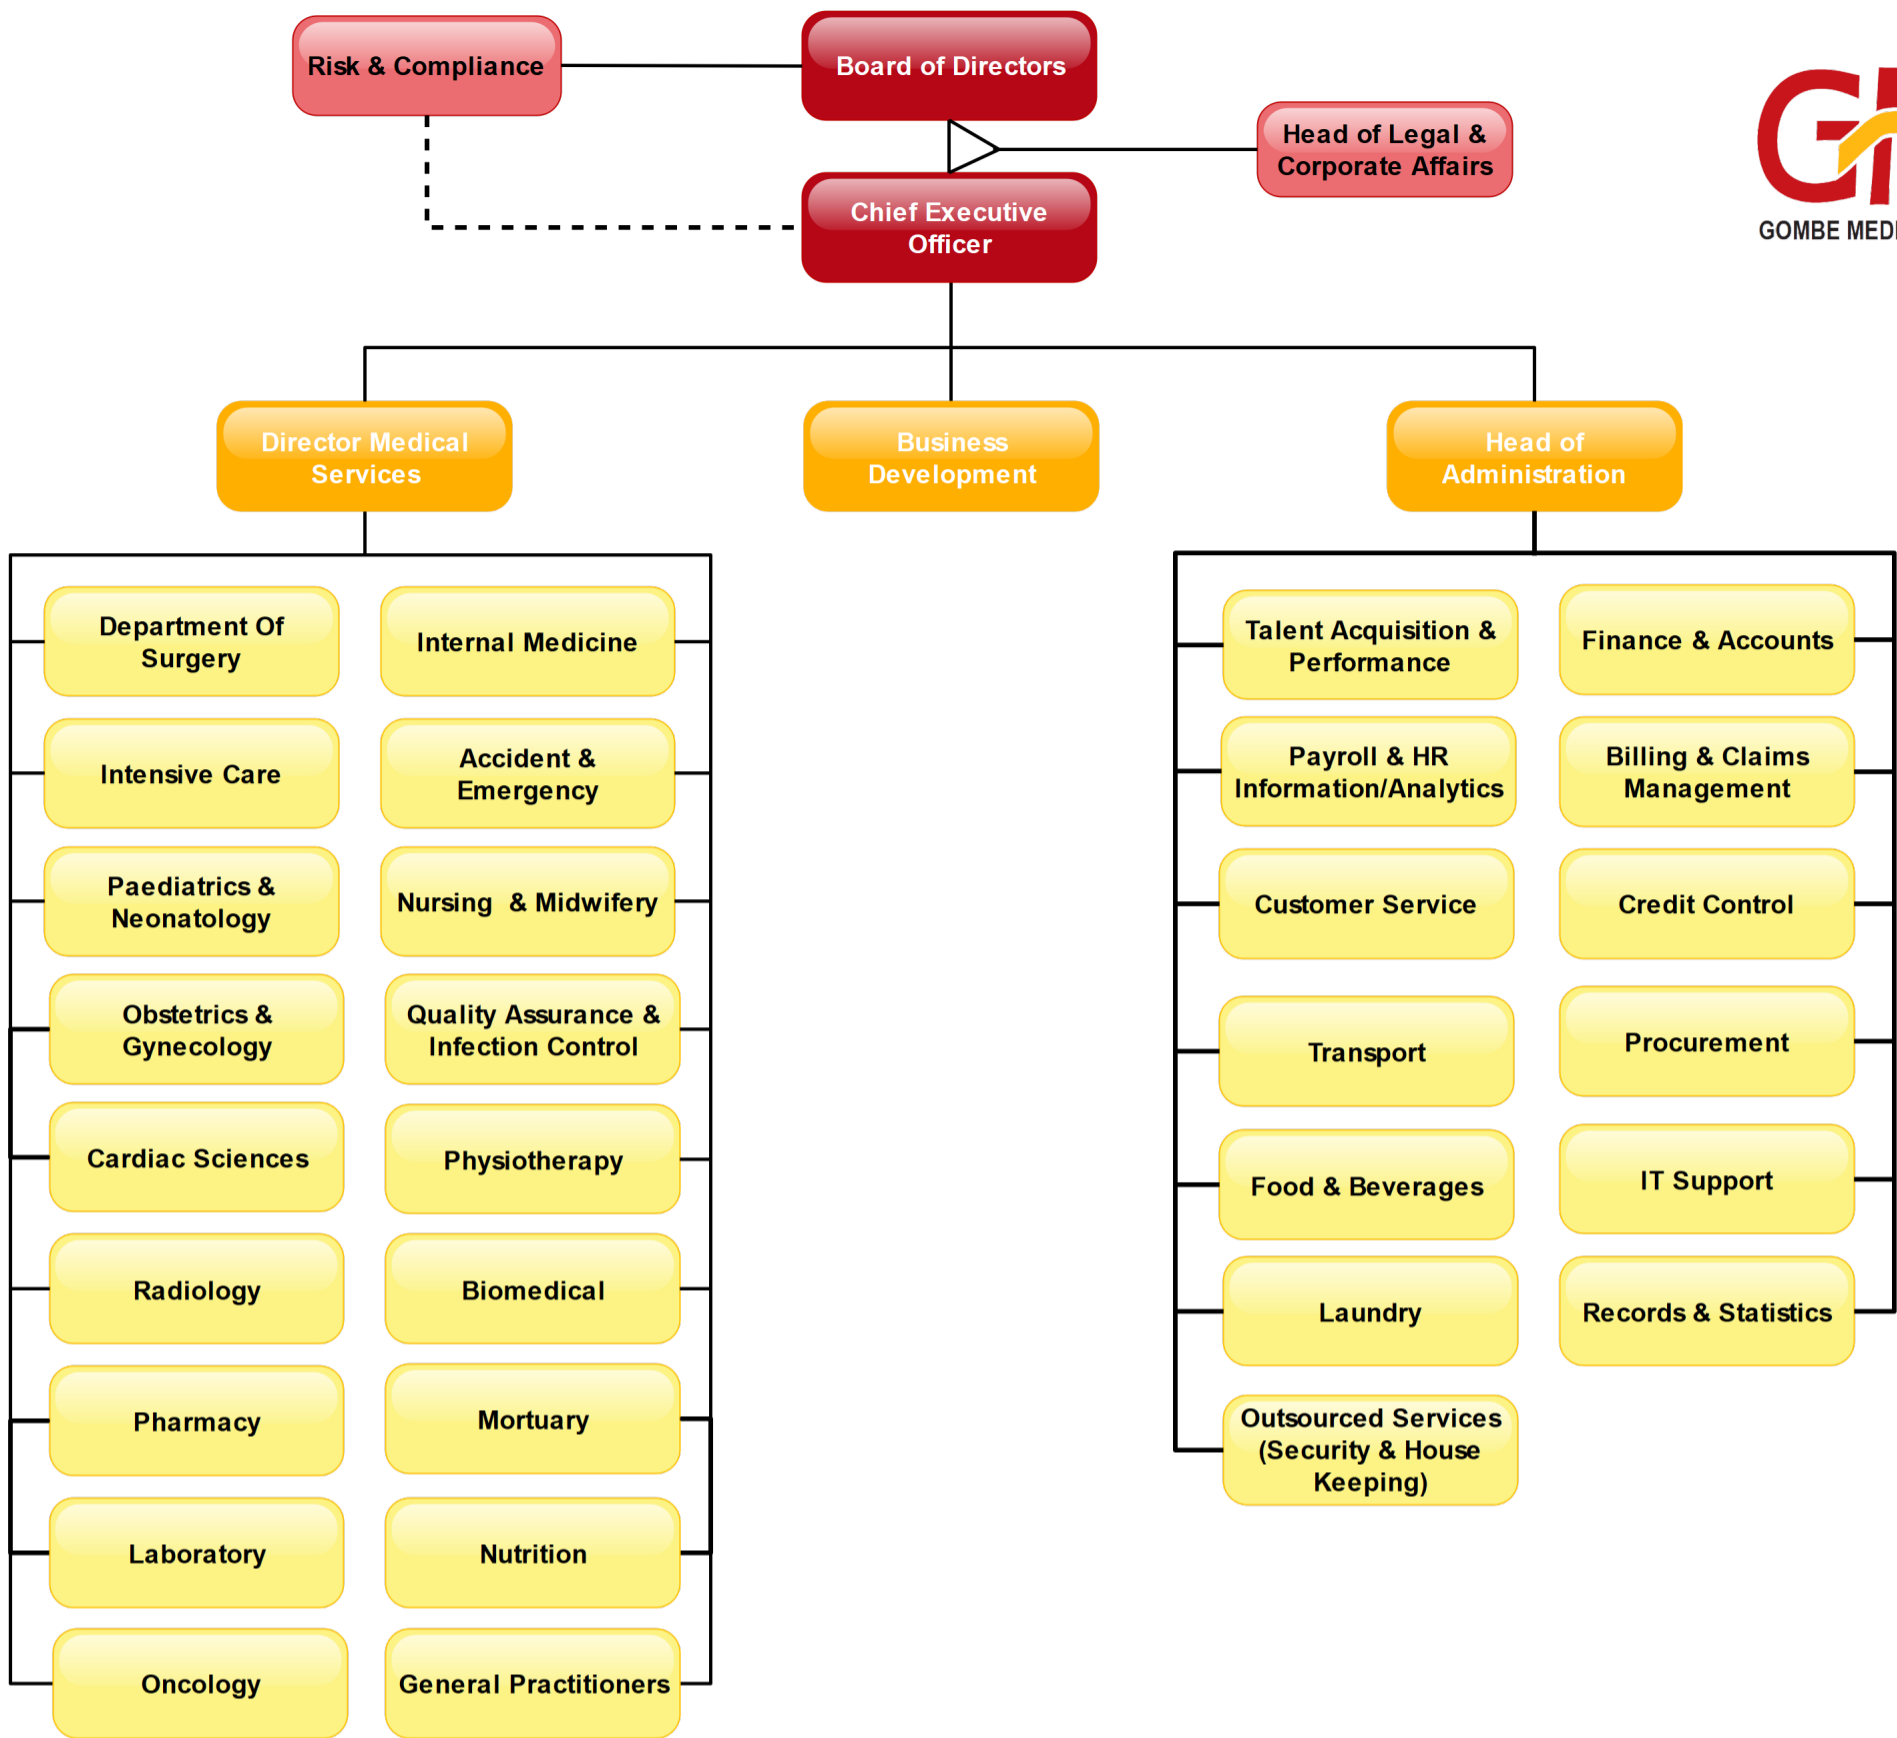 Risk & Compliance
Board of Directors
Head of Legal &
Corporate Affairs
Chief Executive
Officer
GOMBE
Director Medical
Services
Business
Development
Head of
Administration
Department Of
Surgery
Internal Medicine
Intensive Care
Accident &
Emergency
Paediatrics &
Neonatology
Nursing  & Midwifery
Obstetrics &
Gynecology
Quality Assurance &
Infection Control
Cardiac Sciences
Physiotherapy
Radiology
Biomedical
Pharmacy
Mortuary
Laboratory
Nutrition
Oncology
General Practitioners
Talent Acquisition &
Performance
Finance & Accounts
Payroll & HR
Information/Analytics
Billing & Claims
Management
Customer Service
Credit Control
Transport
Procurement
Food & Beverages
IT Support
Laundry
Records & Statistics
Outsourced Services
(Security & House
Keeping)